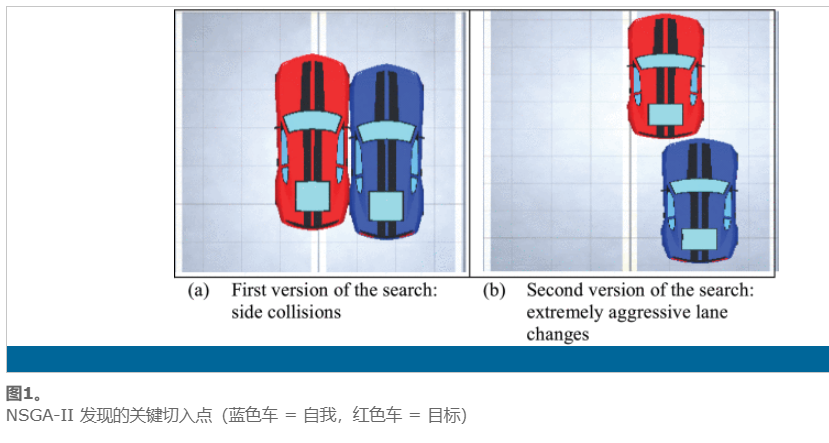 (a) First version of the search:
side collisions
(b) Second version of the search:
extremely aggressive lane
changes
图1。
NSGA-II 发现的关键切入点 (蓝色车 = 自我, 红色车 = 目标)